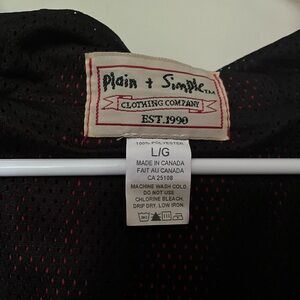 Plain + Simple™
CLOTHING COMPANY
EST.1990
100% POLYESTER
L/G
MADE IN CANADA
FAIT AU CANADA
CA 25108
MACHINE WASH COLD
DO NOT USE
CHLORINE BLEACH.
DRIP DRY. LOW IRON